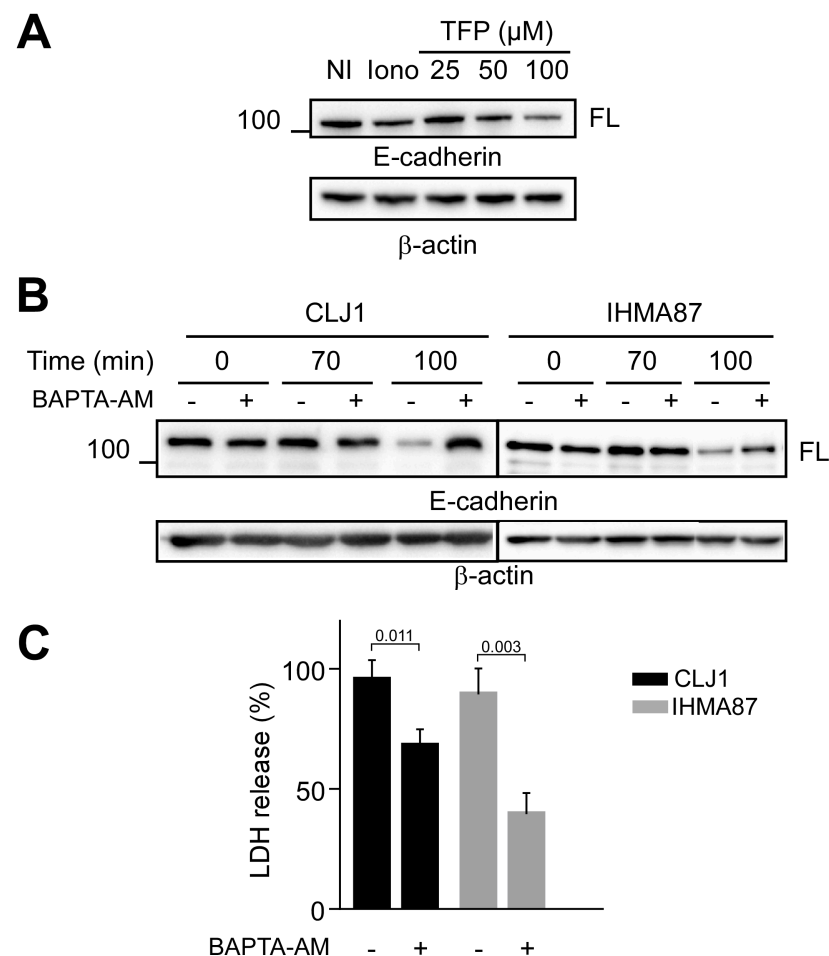 A
TFP (µM)
NI Iono 25 50 100
100 FL
E-cadherin
β-actin
B
CLJ1 IHMA87
Time (min) 0 70 100 0 70 100
BAPTA-AM - + - + - + - + - + - +
100 FL
E-cadherin
β-actin
C
0.011
0.003
100
50
0
LDH release (%)
CLJ1
IHMA87
BAPTA-AM - + - +